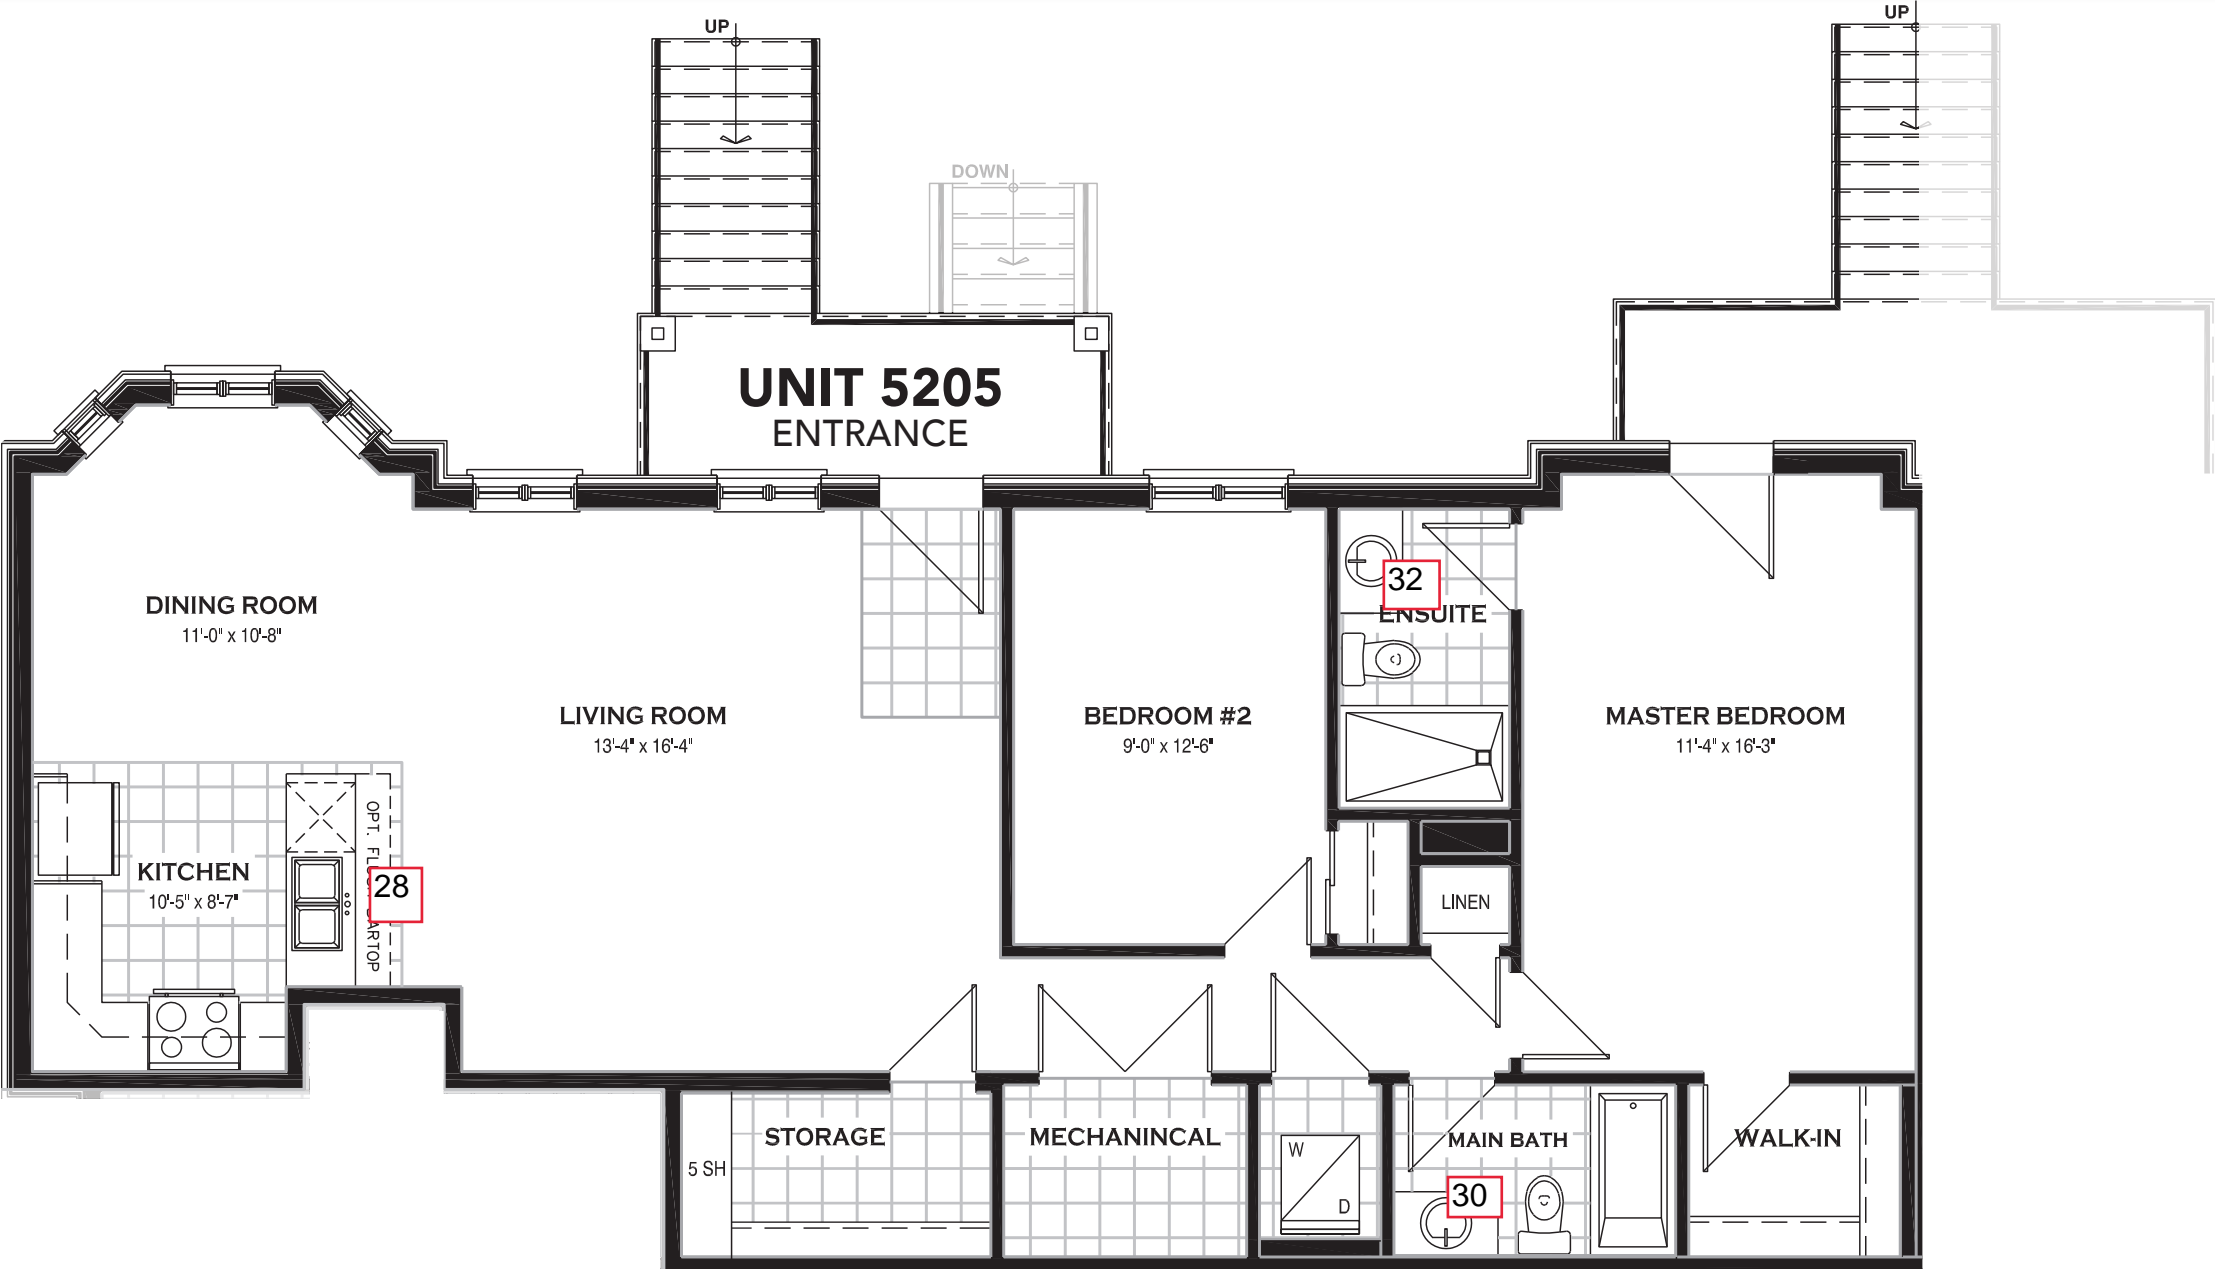 UP
UP
DOWN
UNIT 5205
ENTRANCE
32
ENSUITE
DINING ROOM
11'-0" x 10'-8"
LIVING ROOM
13'-4" x 16'-4"
BEDROOM #2
9'-0" x 12'-6"
MASTER BEDROOM
11'-4" x 16'-3"
KITCHEN
10'-5" x 8'-7"
OPT.
28
LINEN
STORAGE
5 SH
MECHANINCAL
W
D
MAIN BATH
30
WALK-IN